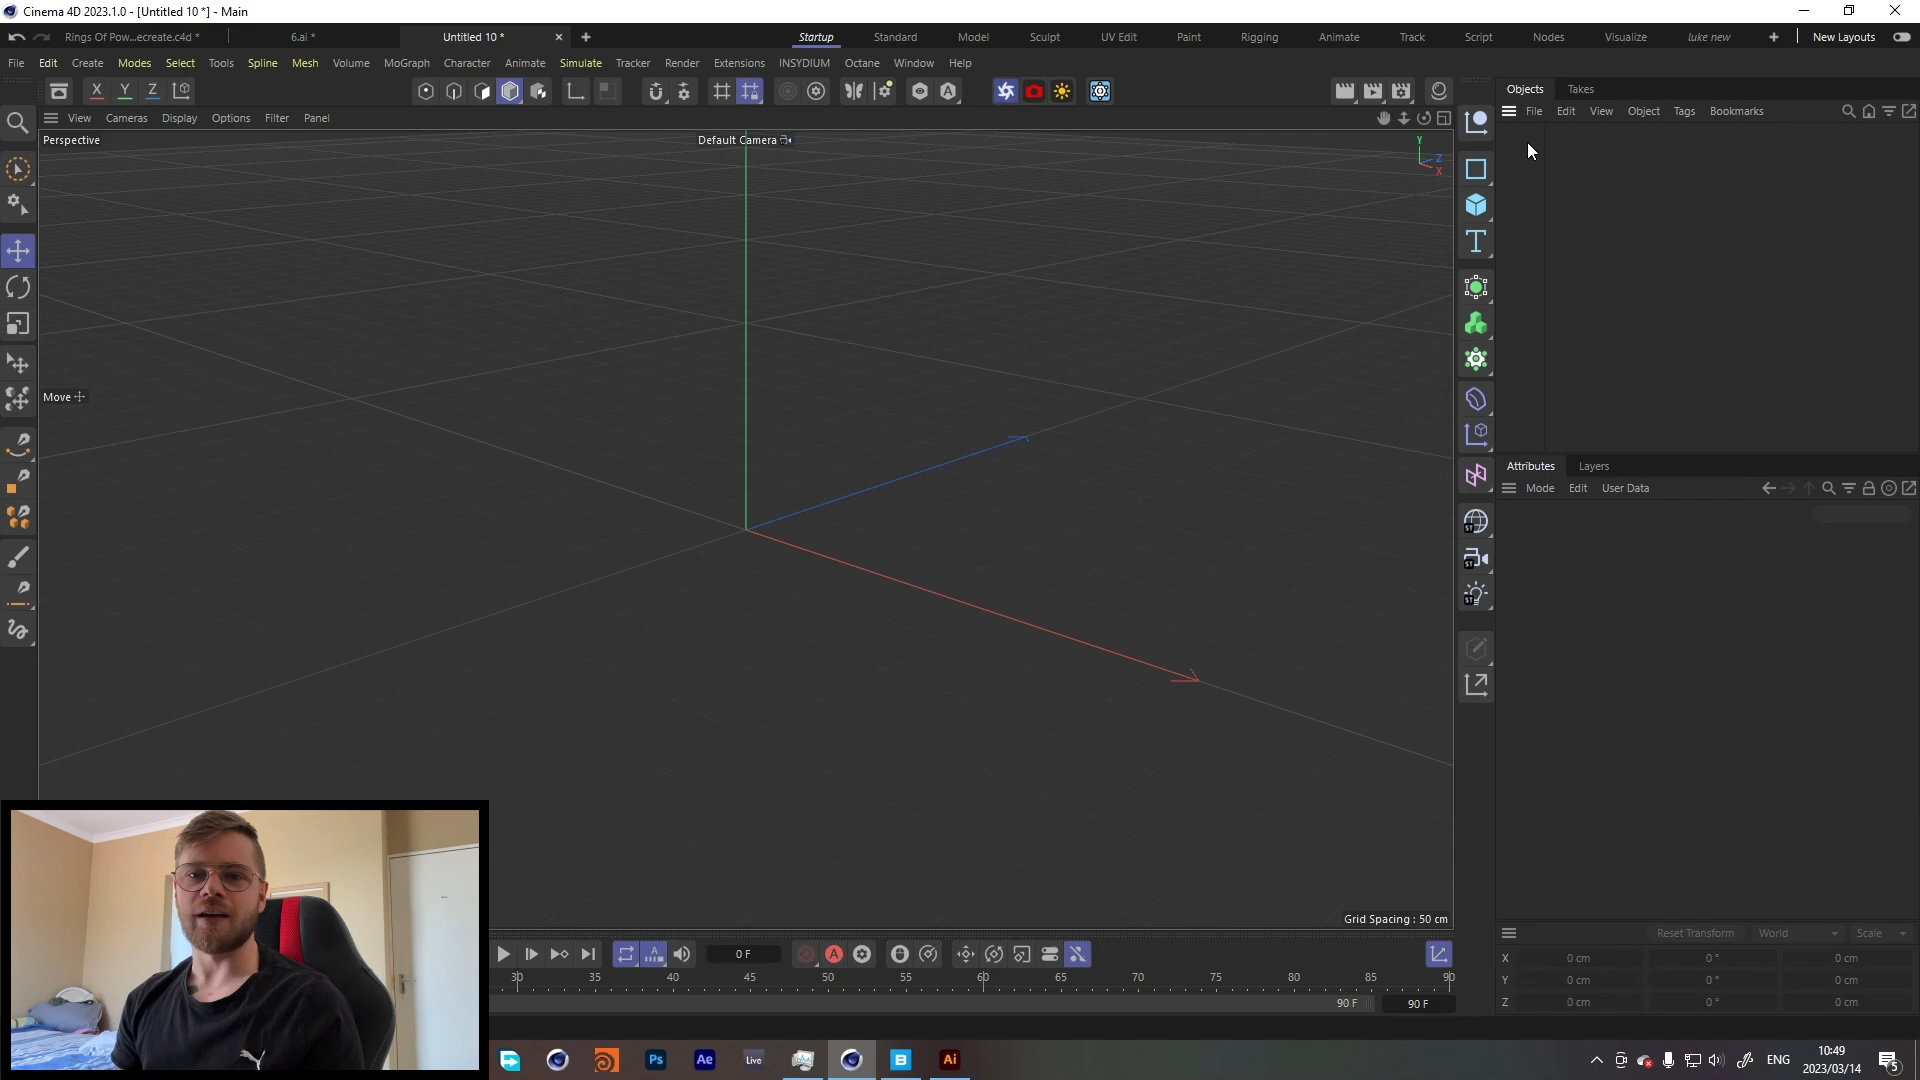 Cinema 4D 2023.1.0 - [Untitled 10 *] - Main
Rings Of Pow...ecreate.c4d * 6.ai * Untitled 10 * Startup Standard Model Sculpt UV Edit Paint Rigging Animate Track Script Nodes Visualize luke new New Layouts
File Edit Create Modes Select Tools Spline Mesh Volume MoGraph Character Animate Simulate Tracker Render Extensions INSYDIUM Octane Window Help
X Y Z
Objects Takes
File Edit View Object Tags Bookmarks
View Cameras Display Options Filter Panel
Perspective
Default Camera
Y
Z
X
Move
Attributes Layers
Mode Edit User Data
ST
ST
ST
Grid Spacing : 50 cm
Reset Transform World Scale
0 F
X 0 cm 0 ° 0 cm
Y 0 cm 0 ° 0 cm
Z 0 cm 0 ° 0 cm
30 35 40 45 50 55 60 65 70 75 80 85 90
90 F 90 F
Ps Ae Live Ai
ENG
10:49
2023/03/14
5